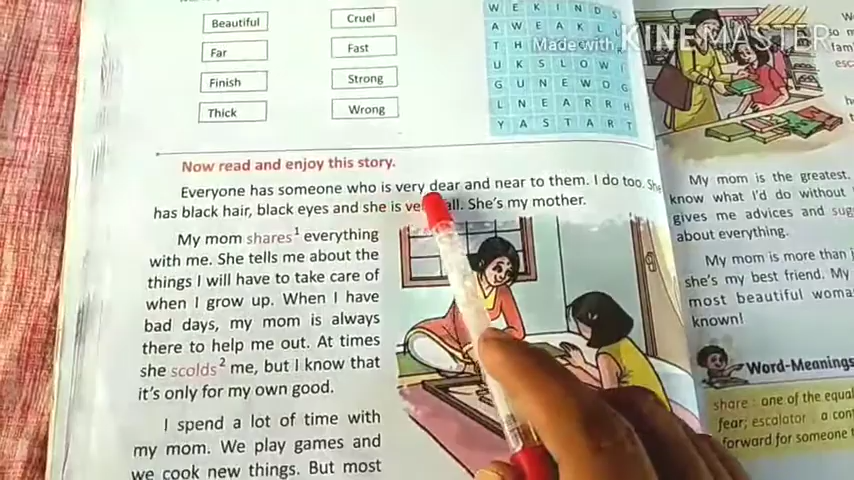 Beautiful
Cruel
Far
Fast
Finish
Strong
Thick
Wrong
W E K I N D S
A W E A K L
T H
U K S L O W
G U N E W D G
L N E A R R H
Y A S T A R T
Made with
KINEMASTER
Now read and enjoy this story.
Everyone has someone who is very dear and near to them. I do too. She
has black hair, black eyes and she is She's my mother.
My mom shares¹ everything
with me. She tells me about the
things I will have to take care of
when I grow up. When I have
bad days, my mom is always
there to help me out. At times
she scolds² me, but I know that
it's only for my own good.
I spend a lot of time with
my mom. We play games and
we cook new things. But most
My mom is the greatest.
know what I'd do without
gives me advices and
about everything.
My mom is more than
she's my best friend. My
most beautiful
known!
Word-Meanings
share : one of the equal
fear; escalator : a
forward; scolds : to
someone